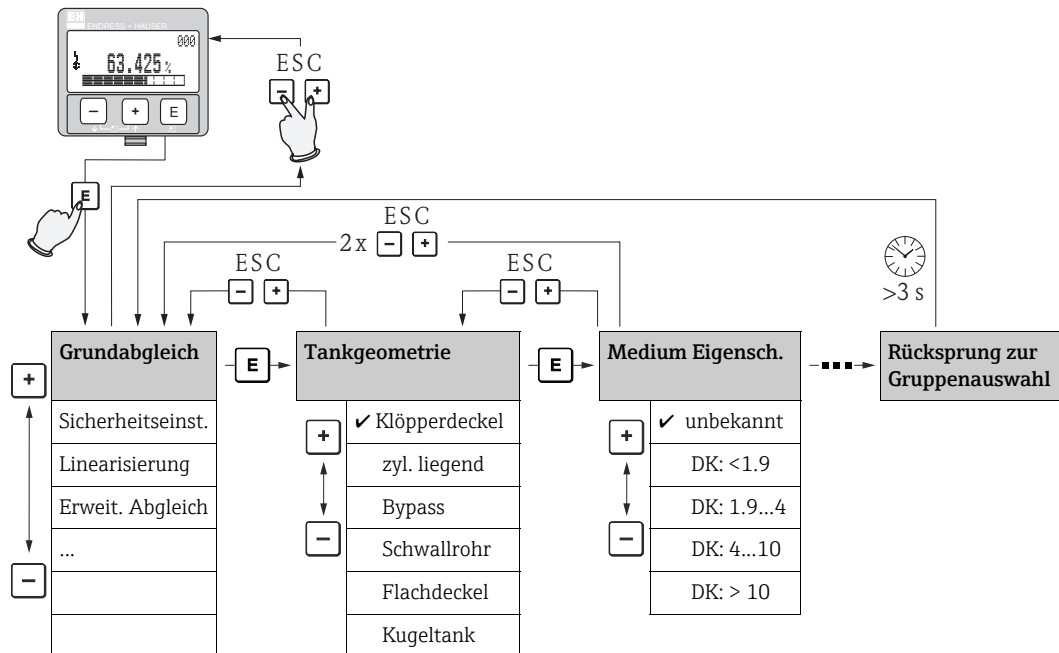 EH
ENDRESS + HAUSER
000
63.425 %
- + E
ESC
- +
E
ESC
2 x - +
ESC
- +
ESC
- +
>3 s
Grundabgleich
E
Tankgeometrie
E
Medium Eigensch.
Rücksprung zur
Gruppenauswahl
+
-
Sicherheitseinst.
Linearisierung
Erweit. Abgleich
...
+
-
✔ Klöpperdeckel
zyl. liegend
Bypass
Schwallrohr
Flachdeckel
Kugeltank
+
-
✔ unbekannt
DK: <1.9
DK: 1.9...4
DK: 4...10
DK: > 10